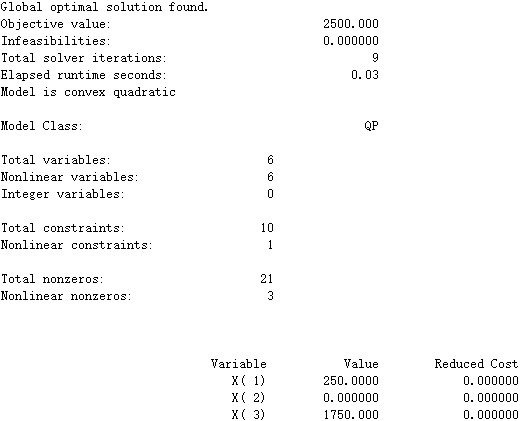 Global optimal solution found.
Objective value: 2500.000
Infeasibilities: 0.000000
Total solver iterations: 9
Elapsed runtime seconds: 0.03
Model is convex quadratic
Model Class: QP
Total variables: 6
Nonlinear variables: 6
Integer variables: 0
Total constraints: 10
Nonlinear constraints: 1
Total nonzeros: 21
Nonlinear nonzeros: 3
Variable Value Reduced Cost
X( 1) 250.0000 0.000000
X( 2) 0.000000 0.000000
X( 3) 1750.000 0.000000